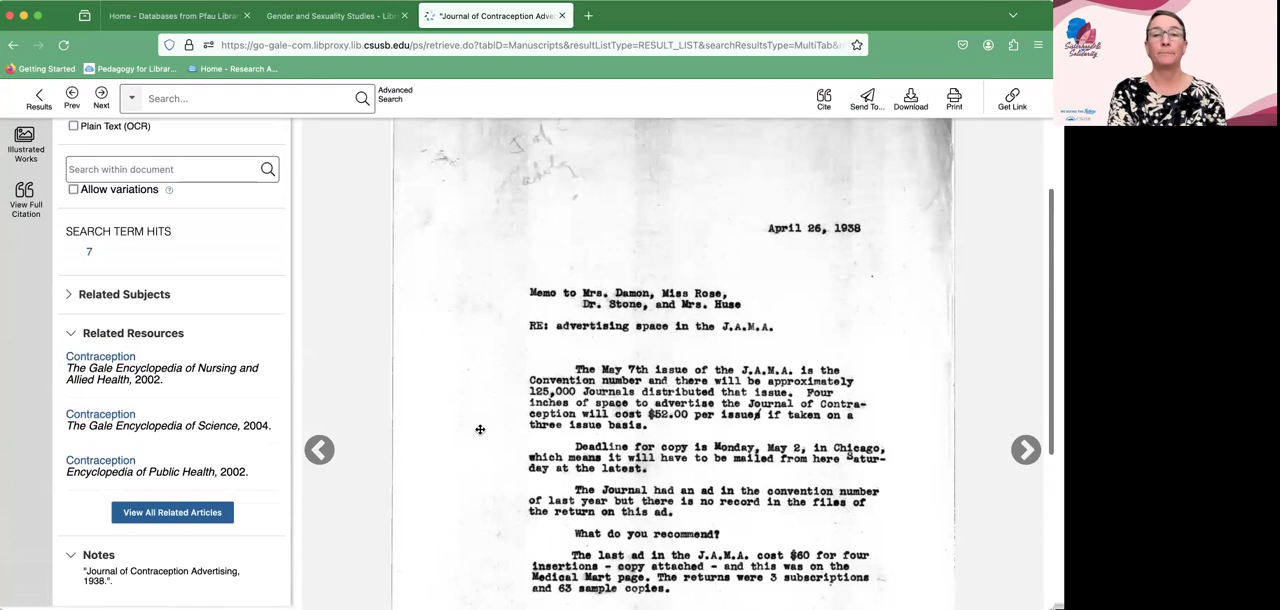 Home - Databases from Pfau Libra
Gender and Sexuality Studies - Lib
"Journal of Contraception Adve
https://go-gale-com.libproxy.lib.csusb.edu/ps/retrieve.do?tabID=Manuscripts&resultListType=RESULT_LIST&searchResultsType=MultiTab&
Getting Started
Pedagogy for Librar...
Home - Research A...
Results
Prev
Next
Search...
Advanced
Search
Cite
Send To...
Download
Print
Get Link
Illustrated
Works
View Full
Citation
Plain Text (OCR)
Search within document
Allow variations
SEARCH TERM HITS
7
Related Subjects
Related Resources
Contraception
The Gale Encyclopedia of Nursing and
Allied Health, 2002.
Contraception
The Gale Encyclopedia of Science, 2004.
Contraception
Encyclopedia of Public Health, 2002.
View All Related Articles
Notes
"Journal of Contraception Advertising,
1938.".
April 26, 1938
Memo to Mrs. Damon, Miss Rose,
Dr. Stone, and Mrs. Huse
RE: advertising space in the J.A.M.A.
The May 7th issue of the J.A.M.A. is the
Convention number and there will be approximately
125,000 Journals distributed that issue. Four
inches of space to advertise the Journal of Contra-
ception will cost $52.00 per issue if taken on a
three issue basis.
Deadline for copy is Monday, May 2, in Chicago,
which means it will have to be mailed from here Satur-
day at the latest.
The Journal had an ad in the convention number
of last year but there is no record in the files of
the return on this ad.
What do you recommend?
The last ad in the J.A.M.A. cost $60 for four
insertions - copy attached - and this was on the
Medical Mart page. The returns were 3 subscriptions
and 63 sample copies.
Sisterhood &
Solidarity
CSUSB